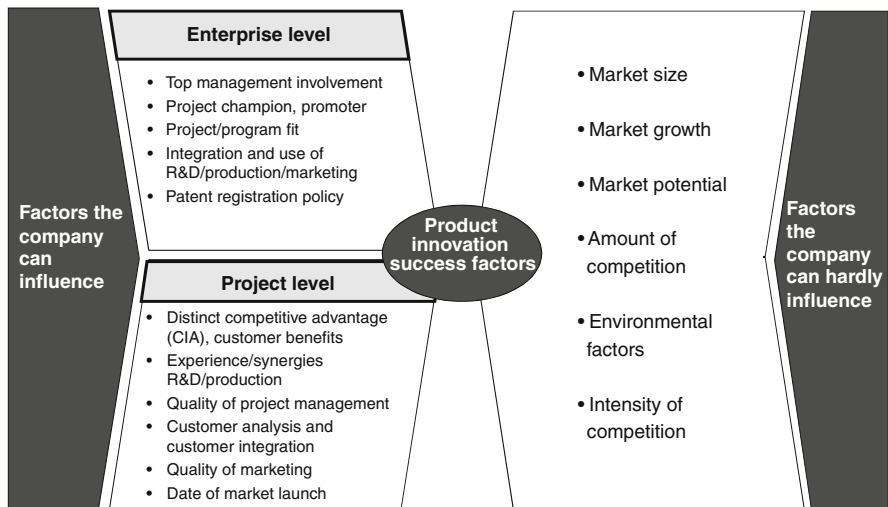 Factors the
company
can
influence
Enterprise level
• Top management involvement
• Project champion, promoter
• Project/program fit
• Integration and use of
R&D/production/marketing
• Patent registration policy
Project level
• Distinct competitive advantage
(CIA), customer benefits
• Experience/synergies
R&D/production
• Quality of project management
• Customer analysis and
customer integration
• Quality of marketing
• Date of market launch
Product
innovation
success factors
• Market size
• Market growth
• Market potential
• Amount of
competition
• Environmental
factors
• Intensity of
competition
Factors
the
company
can hardly
influence